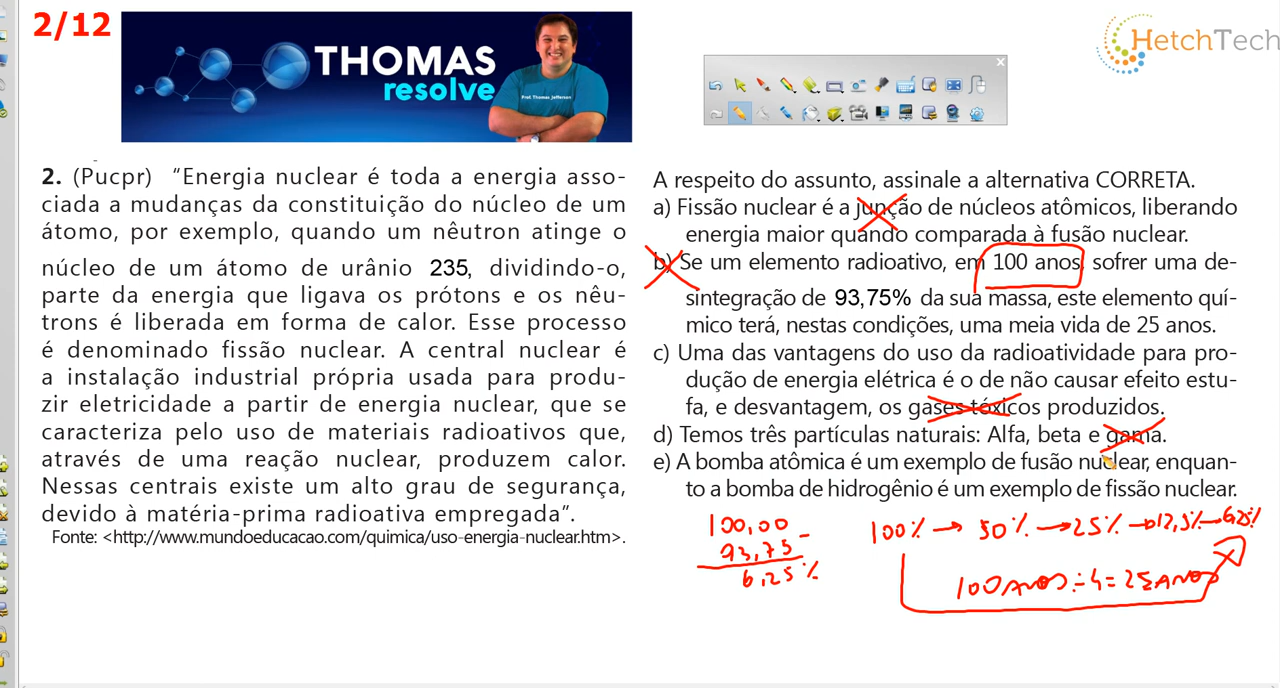 2/12
THOMAS
resolve
Prof. Thomas Jefferson
HetchTech
2. (Pucpr) “Energia nuclear é toda a energia asso-
ciada a mudanças da constituição do núcleo de um
átomo, por exemplo, quando um nêutron atinge o
núcleo de um átomo de urânio 235, dividindo-o,
parte da energia que ligava os prótons e os nêu-
trons é liberada em forma de calor. Esse processo
é denominado fissão nuclear. A central nuclear é
a instalação industrial própria usada para produ-
zir eletricidade a partir de energia nuclear, que se
caracteriza pelo uso de materiais radioativos que,
através de uma reação nuclear, produzem calor.
Nessas centrais existe um alto grau de segurança,
devido à matéria-prima radioativa empregada”.
Fonte: <http://www.mundoeducacao.com/quimica/uso-energia-nuclear.htm>.
A respeito do assunto, assinale a alternativa CORRETA.
a) Fissão nuclear é a junção de núcleos atômicos, liberando
energia maior quando comparada à fusão nuclear.
b) Se um elemento radioativo, em 100 anos, sofrer uma de-
sintegração de 93,75% da sua massa, este elemento quí-
mico terá, nestas condições, uma meia vida de 25 anos.
c) Uma das vantagens do uso da radioatividade para pro-
dução de energia elétrica é o de não causar efeito estu-
fa, e desvantagem, os gases tóxicos produzidos.
d) Temos três partículas naturais: Alfa, beta e gama.
e) A bomba atômica é um exemplo de fusão nuclear, enquan-
to a bomba de hidrogênio é um exemplo de fissão nuclear.
100,00
93,75 -
6,25%
100% → 50% → 25% → 12,5% → 6,25%
100 ANOS ÷ 4 = 25 ANOS